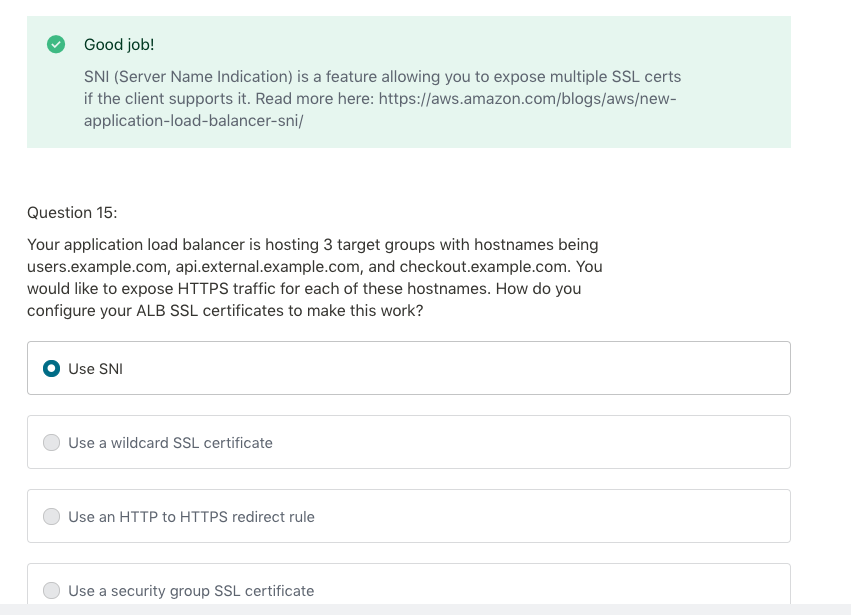 Good job!
SNI (Server Name Indication) is a feature allowing you to expose multiple SSL certs
if the client supports it. Read more here: https://aws.amazon.com/blogs/aws/new-
application-load-balancer-sni/
Question 15:
Your application load balancer is hosting 3 target groups with hostnames being
users.example.com, api.external.example.com, and checkout.example.com. You
would like to expose HTTPS traffic for each of these hostnames. How do you
configure your ALB SSL certificates to make this work?
Use SNI
Use a wildcard SSL certificate
Use an HTTP to HTTPS redirect rule
Use a security group SSL certificate